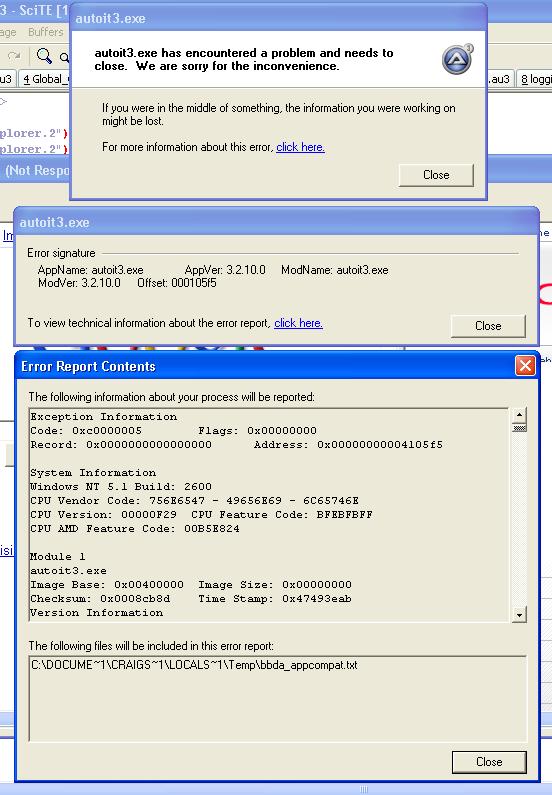 3 - SciTE [1
autoit3.exe
age Buffers
autoit3.exe has encountered a problem and needs to
close. We are sorry for the inconvenience.
u3 4 Global_
.au3 8 loggi
If you were in the middle of something, the information you were working on
might be lost.
plorer.2")
plorer.2")
For more information about this error, click here.
(Not Respo
Close
autoit3.exe
Im
Error signature
AppName: autoit3.exe AppVer: 3.2.10.0 ModName: autoit3.exe
ModVer: 3.2.10.0 Offset: 000105f5
To view technical information about the error report, click here.
Close
Error Report Contents
The following information about your process will be reported:
Exception Information
Code: 0xc0000005 Flags: 0x00000000
Record: 0x0000000000000000 Address: 0x00000000004105f5
System Information
Windows NT 5.1 Build: 2600
CPU Vendor Code: 756E6547 - 49656E69 - 6C65746E
CPU Version: 00000F29 CPU Feature Code: BFEBFBFF
CPU AMD Feature Code: 00B5E824
Module 1
autoit3.exe
Image Base: 0x00400000 Image Size: 0x00000000
Checksum: 0x0008cb8d Time Stamp: 0x47493eab
Version Information
isi
The following files will be included in this error report:
C:\DOCUME~1\CRAIGS~1\LOCALS~1\Temp\bbda_appcompat.txt
Close